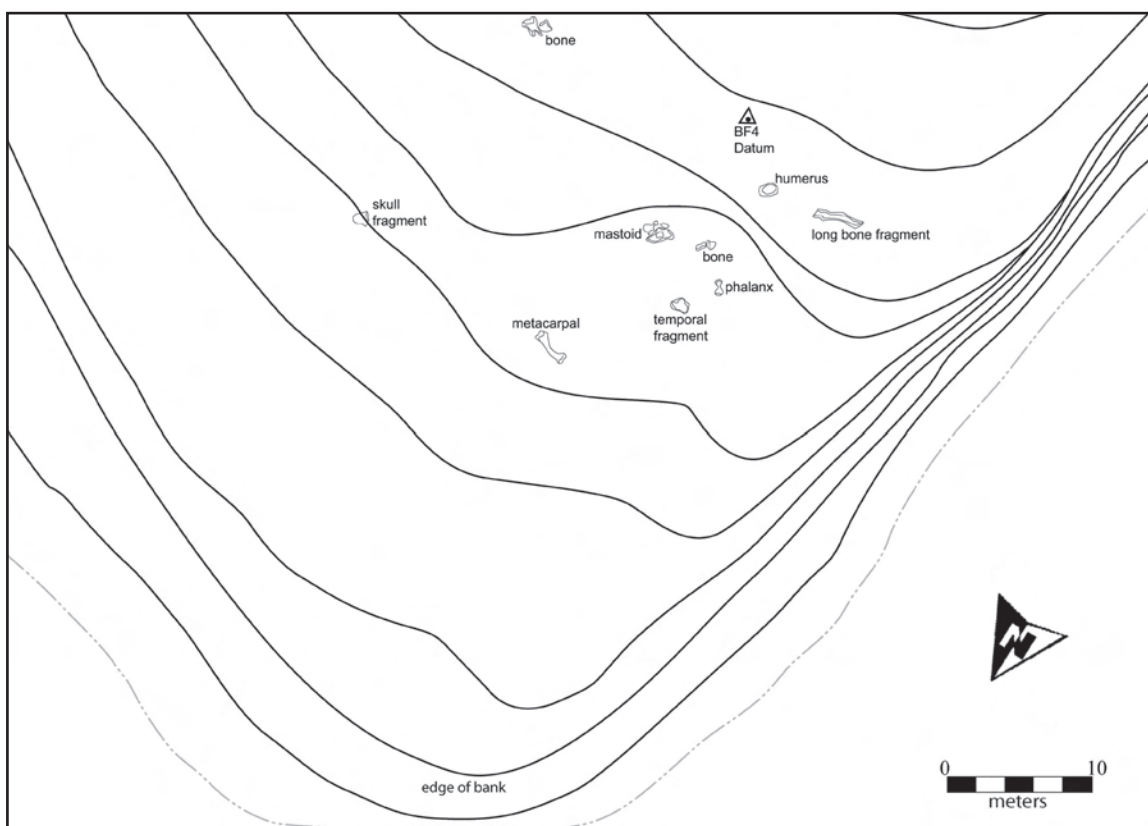 bone
BF4
Datum
humerus
skull
fragment
long bone fragment
mastoid
bone
phalanx
temporal
fragment
metacarpal
N
edge of bank
0 10
meters